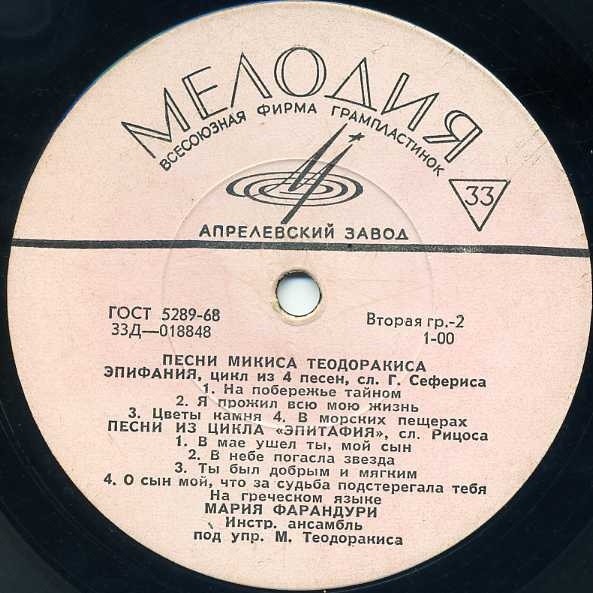 МЕЛОДИЯ
ВСЕСОЮЗНАЯ ФИРМА ГРАМПЛАСТИНОК
33
АПРЕЛЕВСКИЙ ЗАВОД
ГОСТ 5289-68
33Д—018848
Вторая гр.-2
1-00
ПЕСНИ МИКИСА ТЕОДОРАКИСА
ЭПИФАНИЯ, цикл из 4 песен, сл. Г. Сефериса
1. На побережье тайном
2. Я прожил всю мою жизнь
3. Цветы камня 4. В морских пещерах
ПЕСНИ ИЗ ЦИКЛА «ЭПИТАФИЯ», сл. Рицоса
1. В мае ушел ты, мой сын
2. В небе погасла звезда
3. Ты был добрым и мягким
4. О сын мой, что за судьба подстерегала тебя
На греческом языке
МАРИЯ ФАРАНДУРИ
Инстр. ансамбль
под упр. М. Теодоракиса